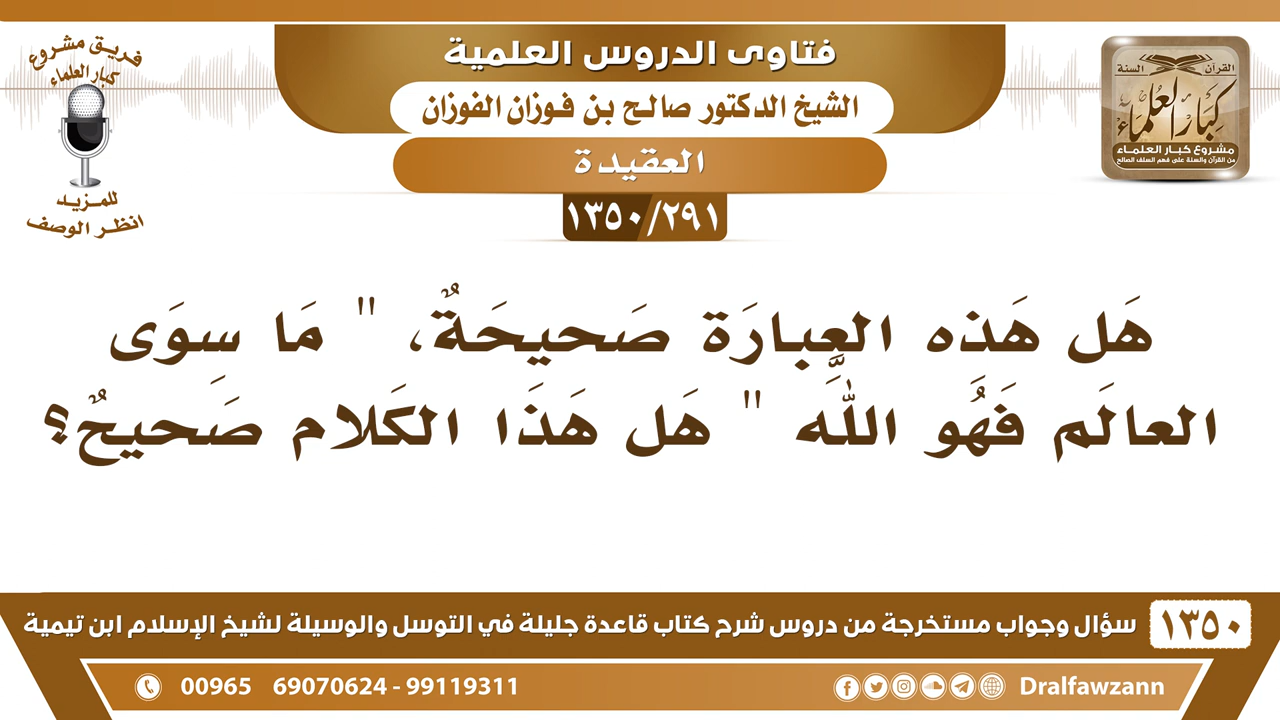 فتاوى الدروس العلمية
الشيخ الدكتور صالح بن فوزان الفوزان
العقيدة
١٣٥٠/٢٩١
فريق مشروع
كبار العلماء
للمزيد
انظر الوصف
القرآن السنة
كبار العلماء
مشروع كبار العلماء
من القرآن والسنة على فهم السلف الصالح
هَل هَذه العِبارَة صَحيحَةٌ، " مَا سوَى
العالَم فَهُو اللَّه " هَل هَذَا الكَلام صَحيحٌ؟
١٣٥٠ سؤال وجواب مستخرجة من دروس شرح كتاب قاعدة جليلة في التوسل والوسيلة لشيخ الإسلام ابن تيمية
00965 69070624 - 99119311
Dralfawzann